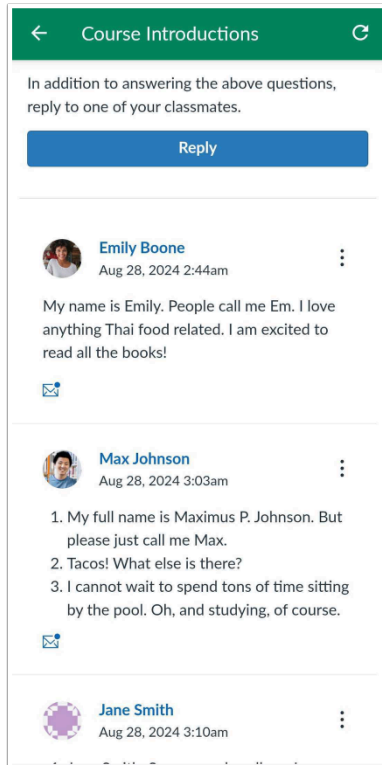 Course Introductions
In addition to answering the above questions,
reply to one of your classmates.
Reply
Emily Boone
Aug 28, 2024 2:44am
My name is Emily. People call me Em. I love
anything Thai food related. I am excited to
read all the books!
Max Johnson
Aug 28, 2024 3:03am
1. My full name is Maximus P. Johnson. But
please just call me Max.
2. Tacos! What else is there?
3. I cannot wait to spend tons of time sitting
by the pool. Oh, and studying, of course.
Jane Smith
Aug 28, 2024 3:10am